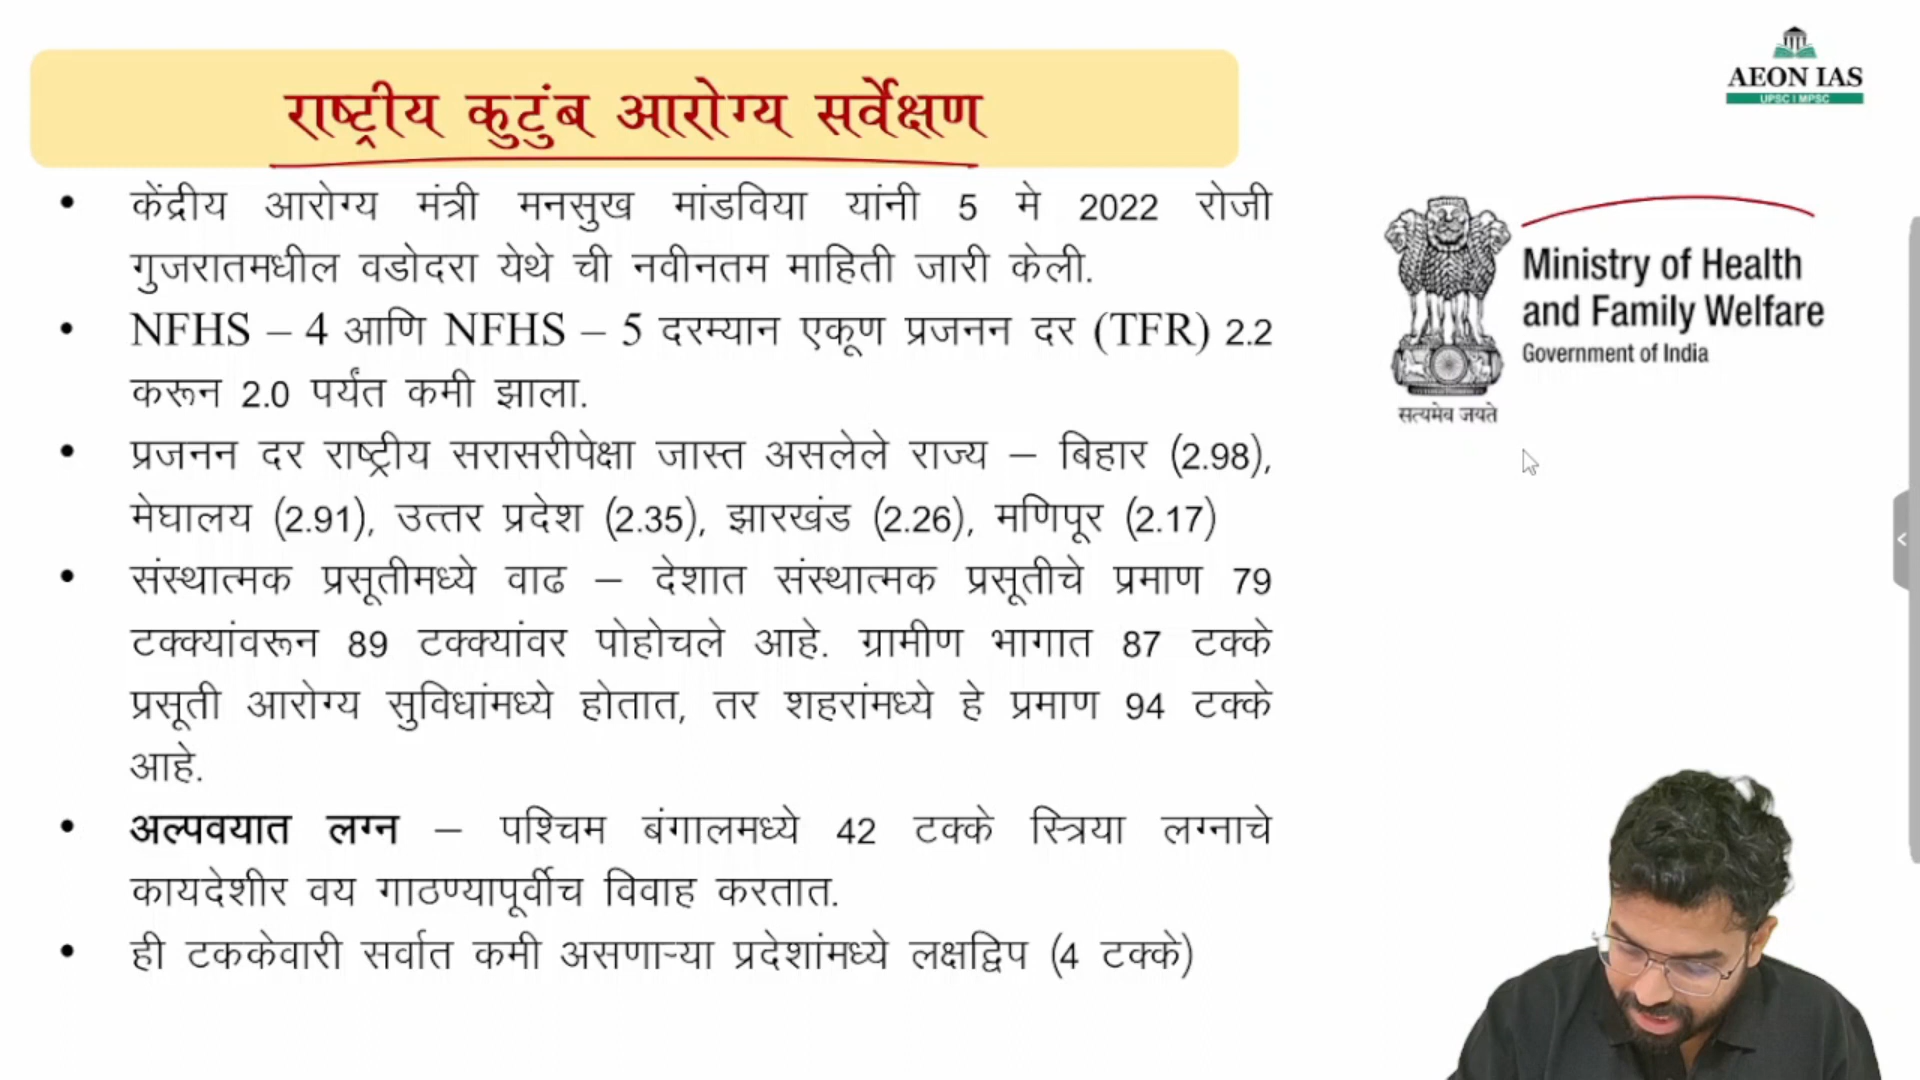 राष्ट्रीय कुटुंब आरोग्य सर्वेक्षण
AEON IAS
UPSC | MPSC
• केंद्रीय आरोग्य मंत्री मनसुख मांडविया यांनी 5 मे 2022 रोजी
गुजरातमधील वडोदरा येथे ची नवीनतम माहिती जारी केली.
• NFHS – 4 आणि NFHS – 5 दरम्यान एकूण प्रजनन दर (TFR) 2.2
करून 2.0 पर्यंत कमी झाला.
• प्रजनन दर राष्ट्रीय सरासरीपेक्षा जास्त असलेले राज्य – बिहार (2.98),
मेघालय (2.91), उत्तर प्रदेश (2.35), झारखंड (2.26), मणिपूर (2.17)
• संस्थात्मक प्रसूतीमध्ये वाढ – देशात संस्थात्मक प्रसूतीचे प्रमाण 79
टक्क्यांवरून 89 टक्क्यांवर पोहोचले आहे. ग्रामीण भागात 87 टक्के
प्रसूती आरोग्य सुविधांमध्ये होतात, तर शहरांमध्ये हे प्रमाण 94 टक्के
आहे.
• अल्पवयात लग्न – पश्चिम बंगालमध्ये 42 टक्के स्त्रिया लग्नाचे
कायदेशीर वय गाठण्यापूर्वीच विवाह करतात.
• ही टककेवारी सर्वात कमी असणाऱ्या प्रदेशांमध्ये लक्षद्विप (4 टक्के)
Ministry of Health
and Family Welfare
Government of India
सत्यमेव जयते